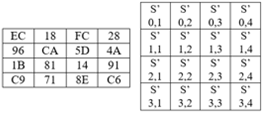 EC 18 FC 28
96 CA 5D 4A
1B 81 14 91
C9 71 8E C6
S' S' S' S'
0,1 0,2 0,3 0,4
S' S' S' S'
1,1 1,2 1,3 1,4
S' S' S' S'
2,1 2,2 2,3 2,4
S' S' S' S'
3,1 3,2 3,3 3,4